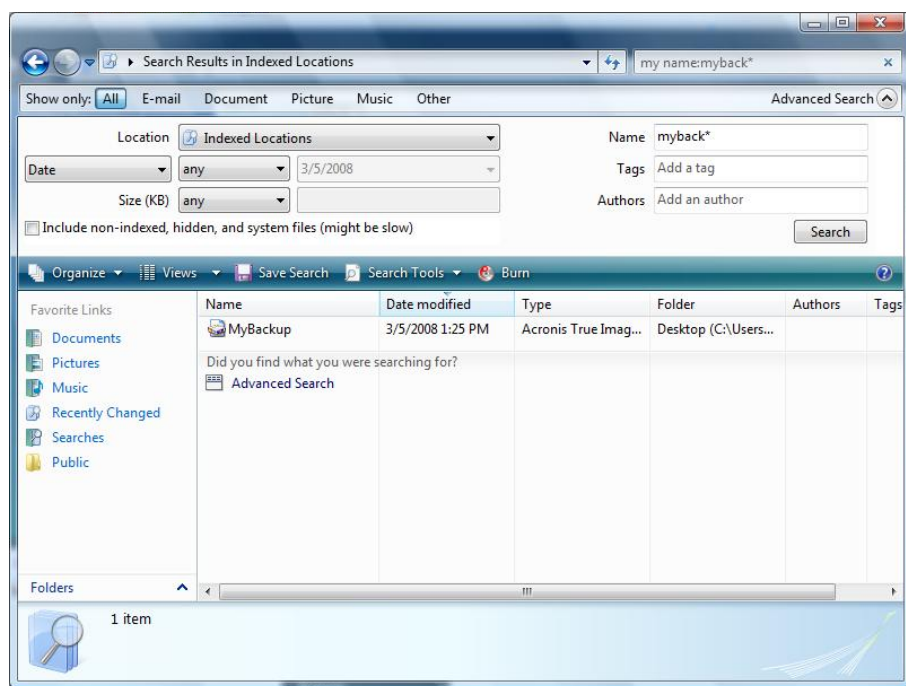 Search Results in Indexed Locations
my name:myback*
Show only: All E-mail Document Picture Music Other Advanced Search
Location Indexed Locations Name myback*
Date any 3/5/2008 Tags Add a tag
Size (KB) any Authors Add an author
Include non-indexed, hidden, and system files (might be slow) Search
Organize Views Save Search Search Tools Burn ?
Favorite Links
Documents
Pictures
Music
Recently Changed
Searches
Public
Folders
Name Date modified Type Folder Authors Tags
MyBackup 3/5/2008 1:25 PM Acronis True Imag... Desktop (C:\Users...
Did you find what you were searching for?
Advanced Search
1 item